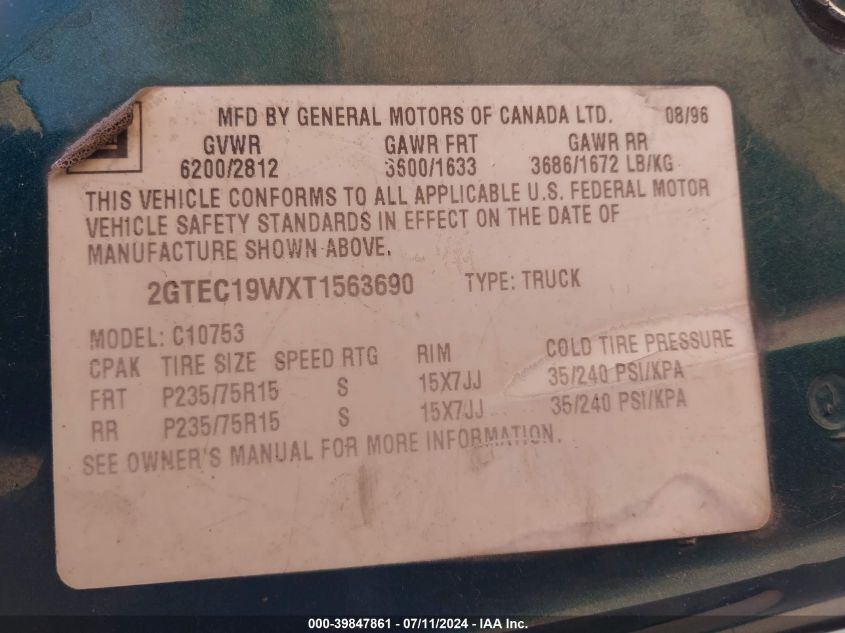 MFD BY GENERAL MOTORS OF CANADA LTD. 08/96
GVWR GAWR FRT GAWR RR
6200/2812 3500/1633 3686/1672 LB/KG
THIS VEHICLE CONFORMS TO ALL APPLICABLE U.S. FEDERAL MOTOR
VEHICLE SAFETY STANDARDS IN EFFECT ON THE DATE OF
MANUFACTURE SHOWN ABOVE.
2GTEC19WXT1563690 TYPE: TRUCK
MODEL: C10753
CPAK TIRE SIZE SPEED RTG RIM COLD TIRE PRESSURE
FRT P235/75R15 S 15X7JJ 35/240 PSI/KPA
RR P235/75R15 S 15X7JJ 35/240 PSI/KPA
SEE OWNER'S MANUAL FOR MORE INFORMATION.
000-39847861 / 07/11/2024 - IAA Inc.